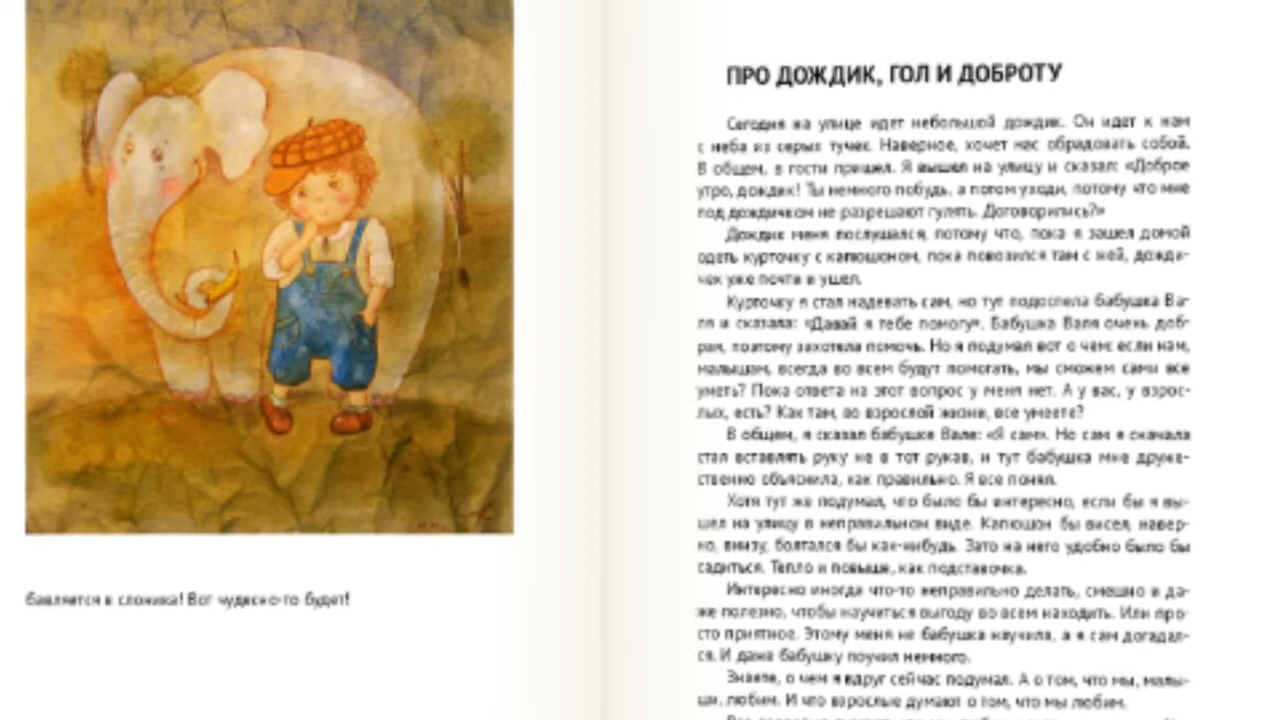 бавляется в слоника! Вот чудесно-то будет!
ПРО ДОЖДИК, ГОЛ И ДОБРОТУ
Сегодня на улице идет небольшой дождик. Он идет к нам
с неба из серых тучек. Наверное, хочет нас обрадовать собой.
В общем, в гости пришел. Я вышел на улицу и сказал: «Доброе
утро, дождик! Ты немного побудь, а потом уходи, потому что мне
под дождичком не разрешают гулять. Договорились?»
Дождик меня послушался, потому что, пока я зашел домой
одеть курточку с капюшоном, пока повозился там с ней, дожди-
чек уже почти и ушел.
Курточку я стал надевать сам, но тут подоспела бабушка Ва-
ля и сказала: «Давай я тебе помогу». Бабушка Валя очень доб-
рая, поэтому захотела помочь. Но я подумал вот о чем: если нам,
малышам, всегда во всем будут помогать, мы сможем сами все
уметь? Пока ответа на этот вопрос у меня нет. А у вас, у взрос-
лых, есть? Как там, во взрослой жизни, все умеете?
В общем, я сказал бабушке Вале: «Я сам». Но сам я сначала
стал вставлять руку не в тот рукав, и тут бабушка мне друже-
ственно объяснила, как правильно. Я все понял.
Хотя тут же подумал, что было бы интересно, если бы я вы-
шел на улицу в неправильном виде. Капюшон бы висел, навер-
но, внизу, болтался бы как-нибудь. Зато на него удобно было бы
садиться. Тепло и повыше, как подставочка.
Интересно иногда что-то неправильно делать, смешно и да-
же полезно, чтобы научиться выгоду во всем находить. Или про-
сто приятное. Этому меня не бабушка научила, а я сам догадал-
ся. И даже бабушку поучил немного.
Знаете, о чем я вдруг сейчас подумал. А о том, что мы, малы-
ши, любим. И что взрослые думают о том, что мы любим.